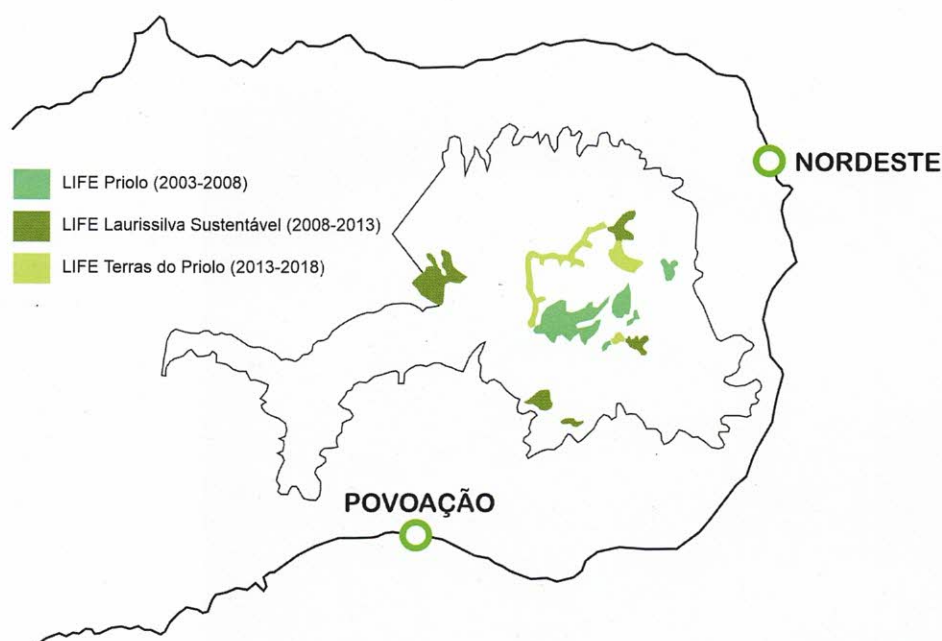 NORDESTE
LIFE Priolo (2003-2008)
LIFE Laurissilva Sustentável (2008-2013)
LIFE Terras do Priolo (2013-2018)
POVOAÇÃO